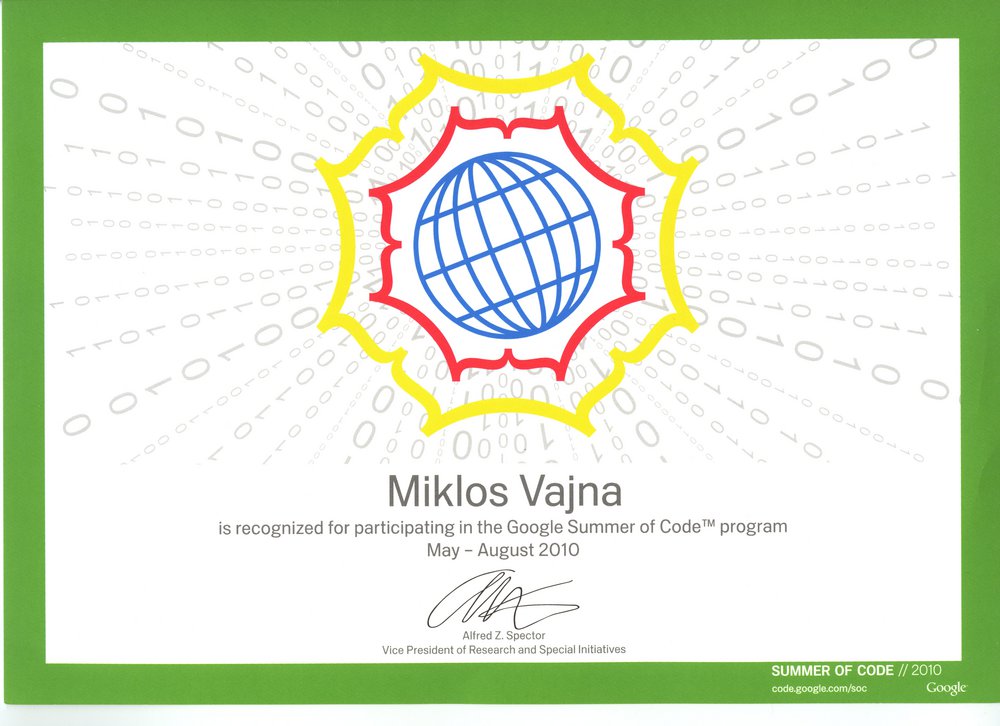 Miklos Vajna
is recognized for participating in the Google Summer of Code™ program
May – August 2010
Alfred Z. Spector
Vice President of Research and Special Initiatives
SUMMER OF CODE // 2010
code.google.com/soc
Google